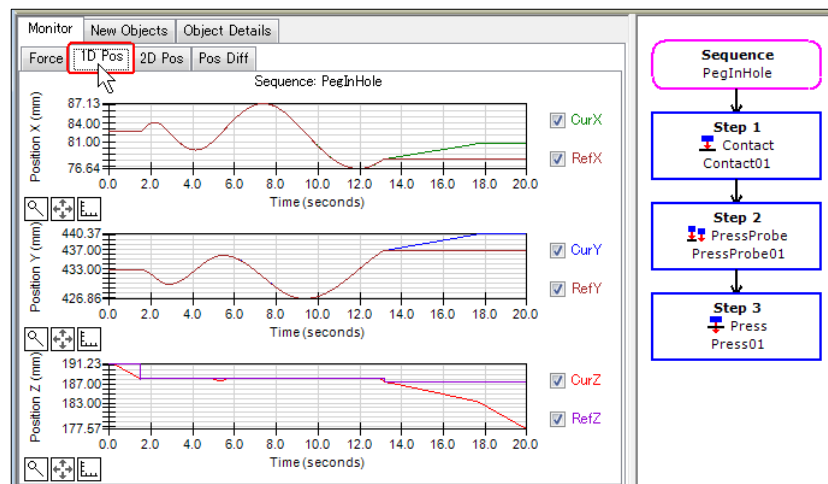 Monitor New Objects Object Details
Force 1D Pos 2D Pos Pos Diff
Sequence: PegInHole
Position X (mm)
87.13
84.00
81.00
76.64
0.0 2.0 4.0 6.0 8.0 10.0 12.0 14.0 16.0 18.0 20.0
Time (seconds)
CurX
RefX
Position Y (mm)
440.37
437.00
433.00
426.86
0.0 2.0 4.0 6.0 8.0 10.0 12.0 14.0 16.0 18.0 20.0
Time (seconds)
CurY
RefY
Position Z (mm)
191.23
187.00
183.00
177.57
0.0 2.0 4.0 6.0 8.0 10.0 12.0 14.0 16.0 18.0 20.0
Time (seconds)
CurZ
RefZ
Sequence
PegInHole
Step 1
Contact
Contact01
Step 2
PressProbe
PressProbe01
Step 3
Press
Press01